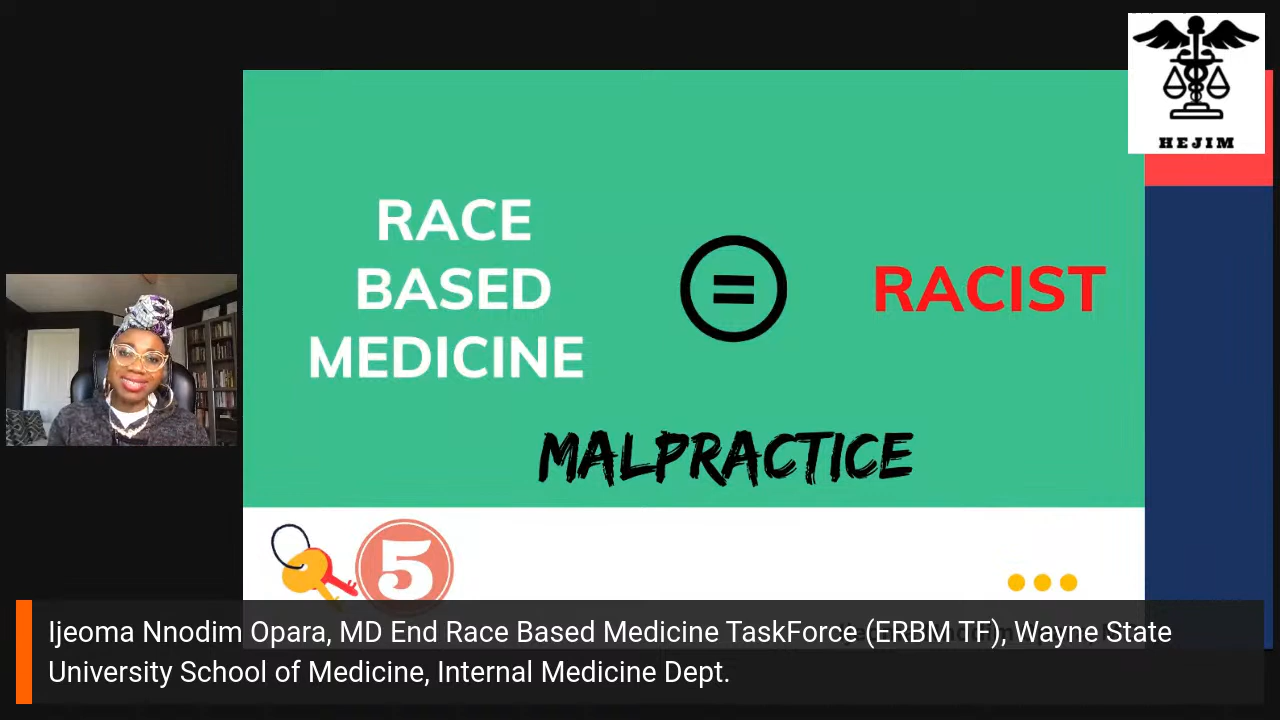 HEJIM
RACE
BASED
MEDICINE
=
RACIST
MALPRACTICE
5
Ijeoma Nnodim Opara, MD End Race Based Medicine TaskForce (ERBM TF), Wayne State
University School of Medicine, Internal Medicine Dept.